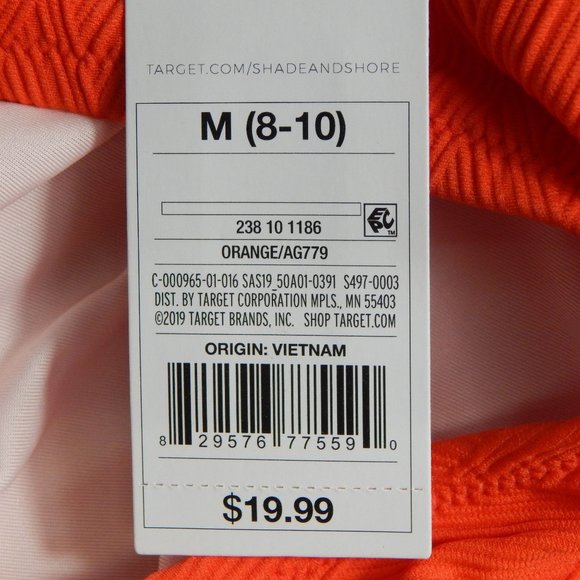 TARGET.COM/SHADEANDSHORE
M (8-10)
EPC TM
238 10 1186
ORANGE/AG779
C-000965-01-016 SAS19_50A01-0391 S497-0003
DIST. BY TARGET CORPORATION MPLS., MN 55403
©2019 TARGET BRANDS, INC. SHOP TARGET.COM
ORIGIN: VIETNAM
8 29576 77559 0
$19.99